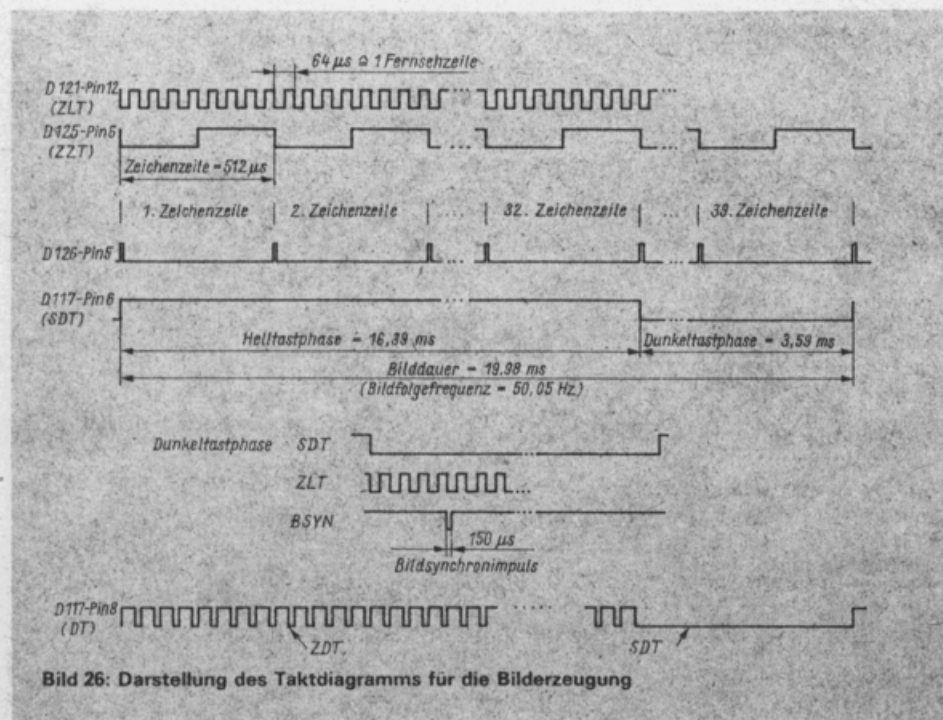 64 µs ≙ 1 Fernsehzeile
D121-Pin12
(ZLT)
D125-Pin6
(ZZT)
Zeichenzeile = 512 µs
1. Zeichenzeile 2. Zeichenzeile 32. Zeichenzeile 39. Zeichenzeile
D126-Pin5
D117-Pin6
(SDT)
Helltastphase = 16,39 ms
Dunkeltastphase = 3,59 ms
Bilddauer = 19,98 ms
(Bildfolgefrequenz = 50,05 Hz)
Dunkeltastphase SDT
ZLT
BSYN
150 µs
Bildsynchronimpuls
D117-Pin8
(DT)
ZDT
SDT
Bild 26: Darstellung des Taktdiagramms für die Bilderzeugung